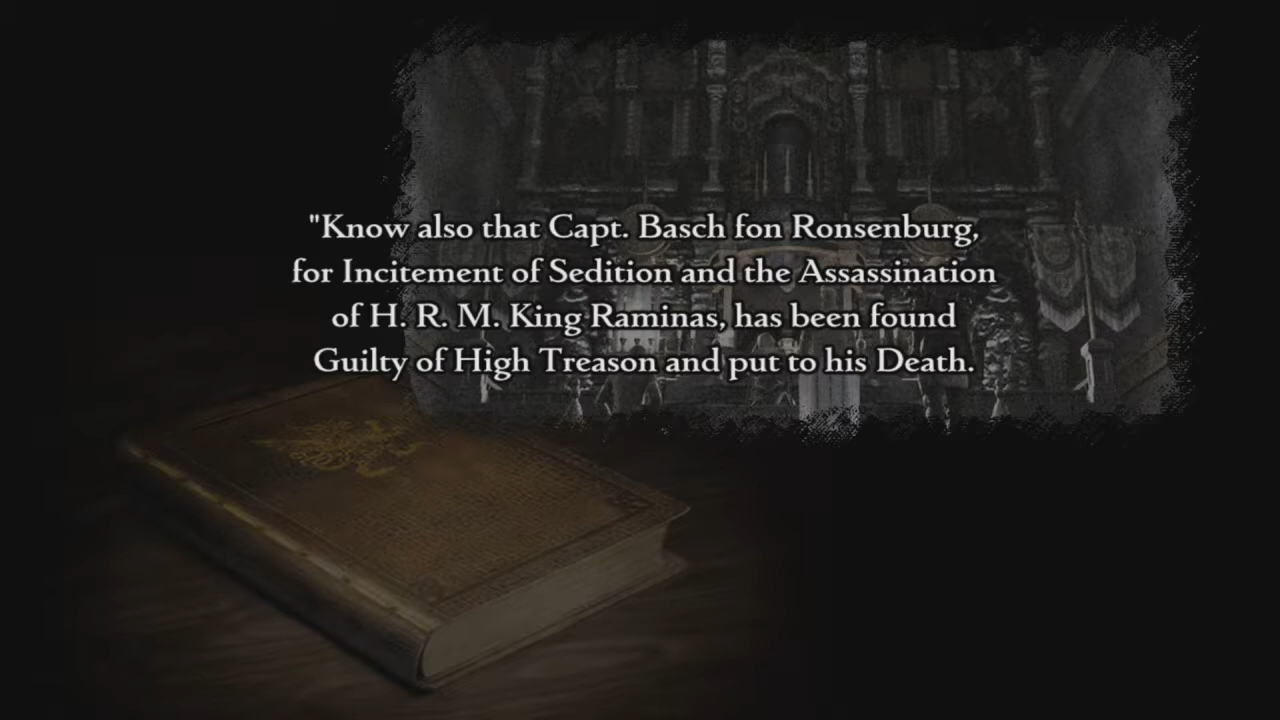 "Know also that Capt. Basch fon Ronsenburg,
for Incitement of Sedition and the Assassination
of H. R. M. King Raminas, has been found
Guilty of High Treason and put to his Death.